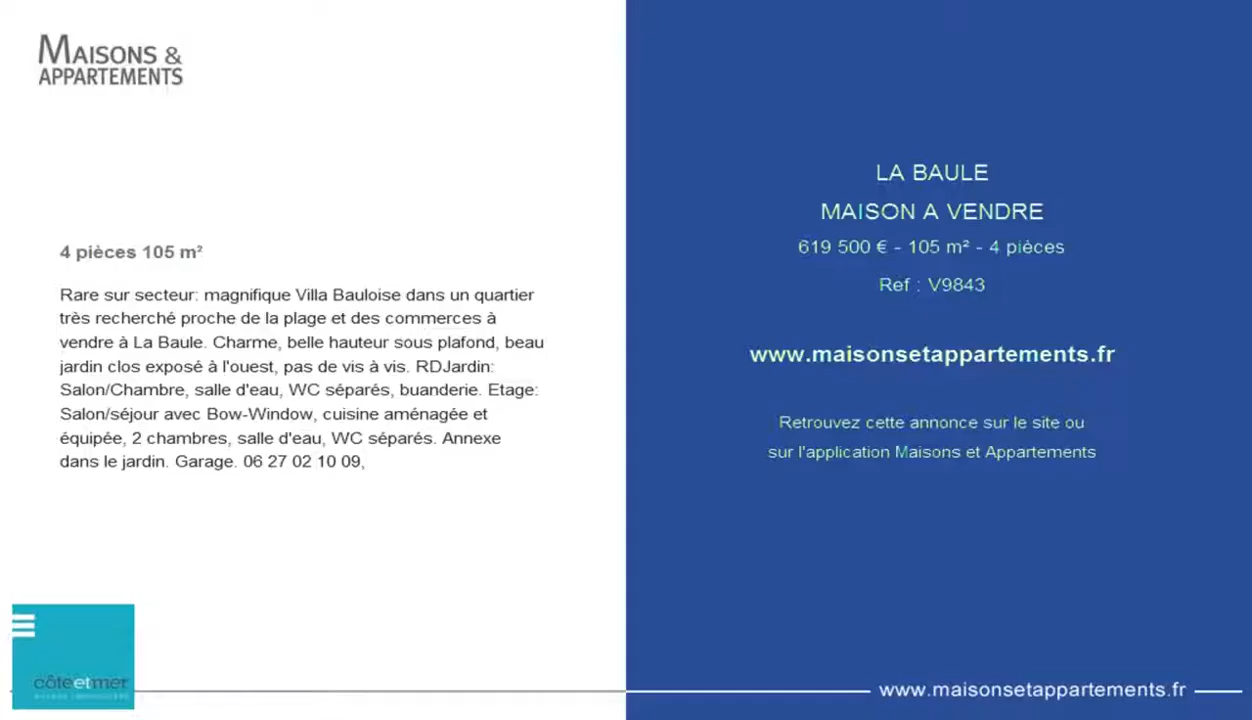 MAISONS &
APPARTEMENTS
4 pièces 105 m²
Rare sur secteur: magnifique Villa Bauloise dans un quartier
très recherché proche de la plage et des commerces à
vendre à La Baule. Charme, belle hauteur sous plafond, beau
jardin clos exposé à l'ouest, pas de vis à vis. RDJardin:
Salon/Chambre, salle d'eau, WC séparés, buanderie. Etage:
Salon/séjour avec Bow-Window, cuisine aménagée et
équipée, 2 chambres, salle d'eau, WC séparés. Annexe
dans le jardin. Garage. 06 27 02 10 09,
côteetmer
LA BAULE
MAISON A VENDRE
619 500 € - 105 m² - 4 pièces
Ref : V9843
www.maisonsetappartements.fr
Retrouvez cette annonce sur le site ou
sur l'application Maisons et Appartements
www.maisonsetappartements.fr